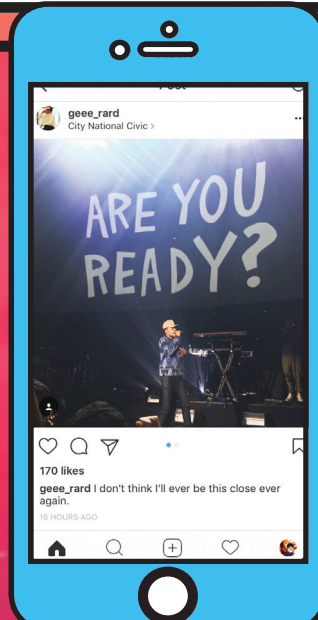 geee_rard
City National Civic >
ARE YOU
READY?
170 likes
geee_rard I don't think I'll ever be this close ever
again.
16 HOURS AGO